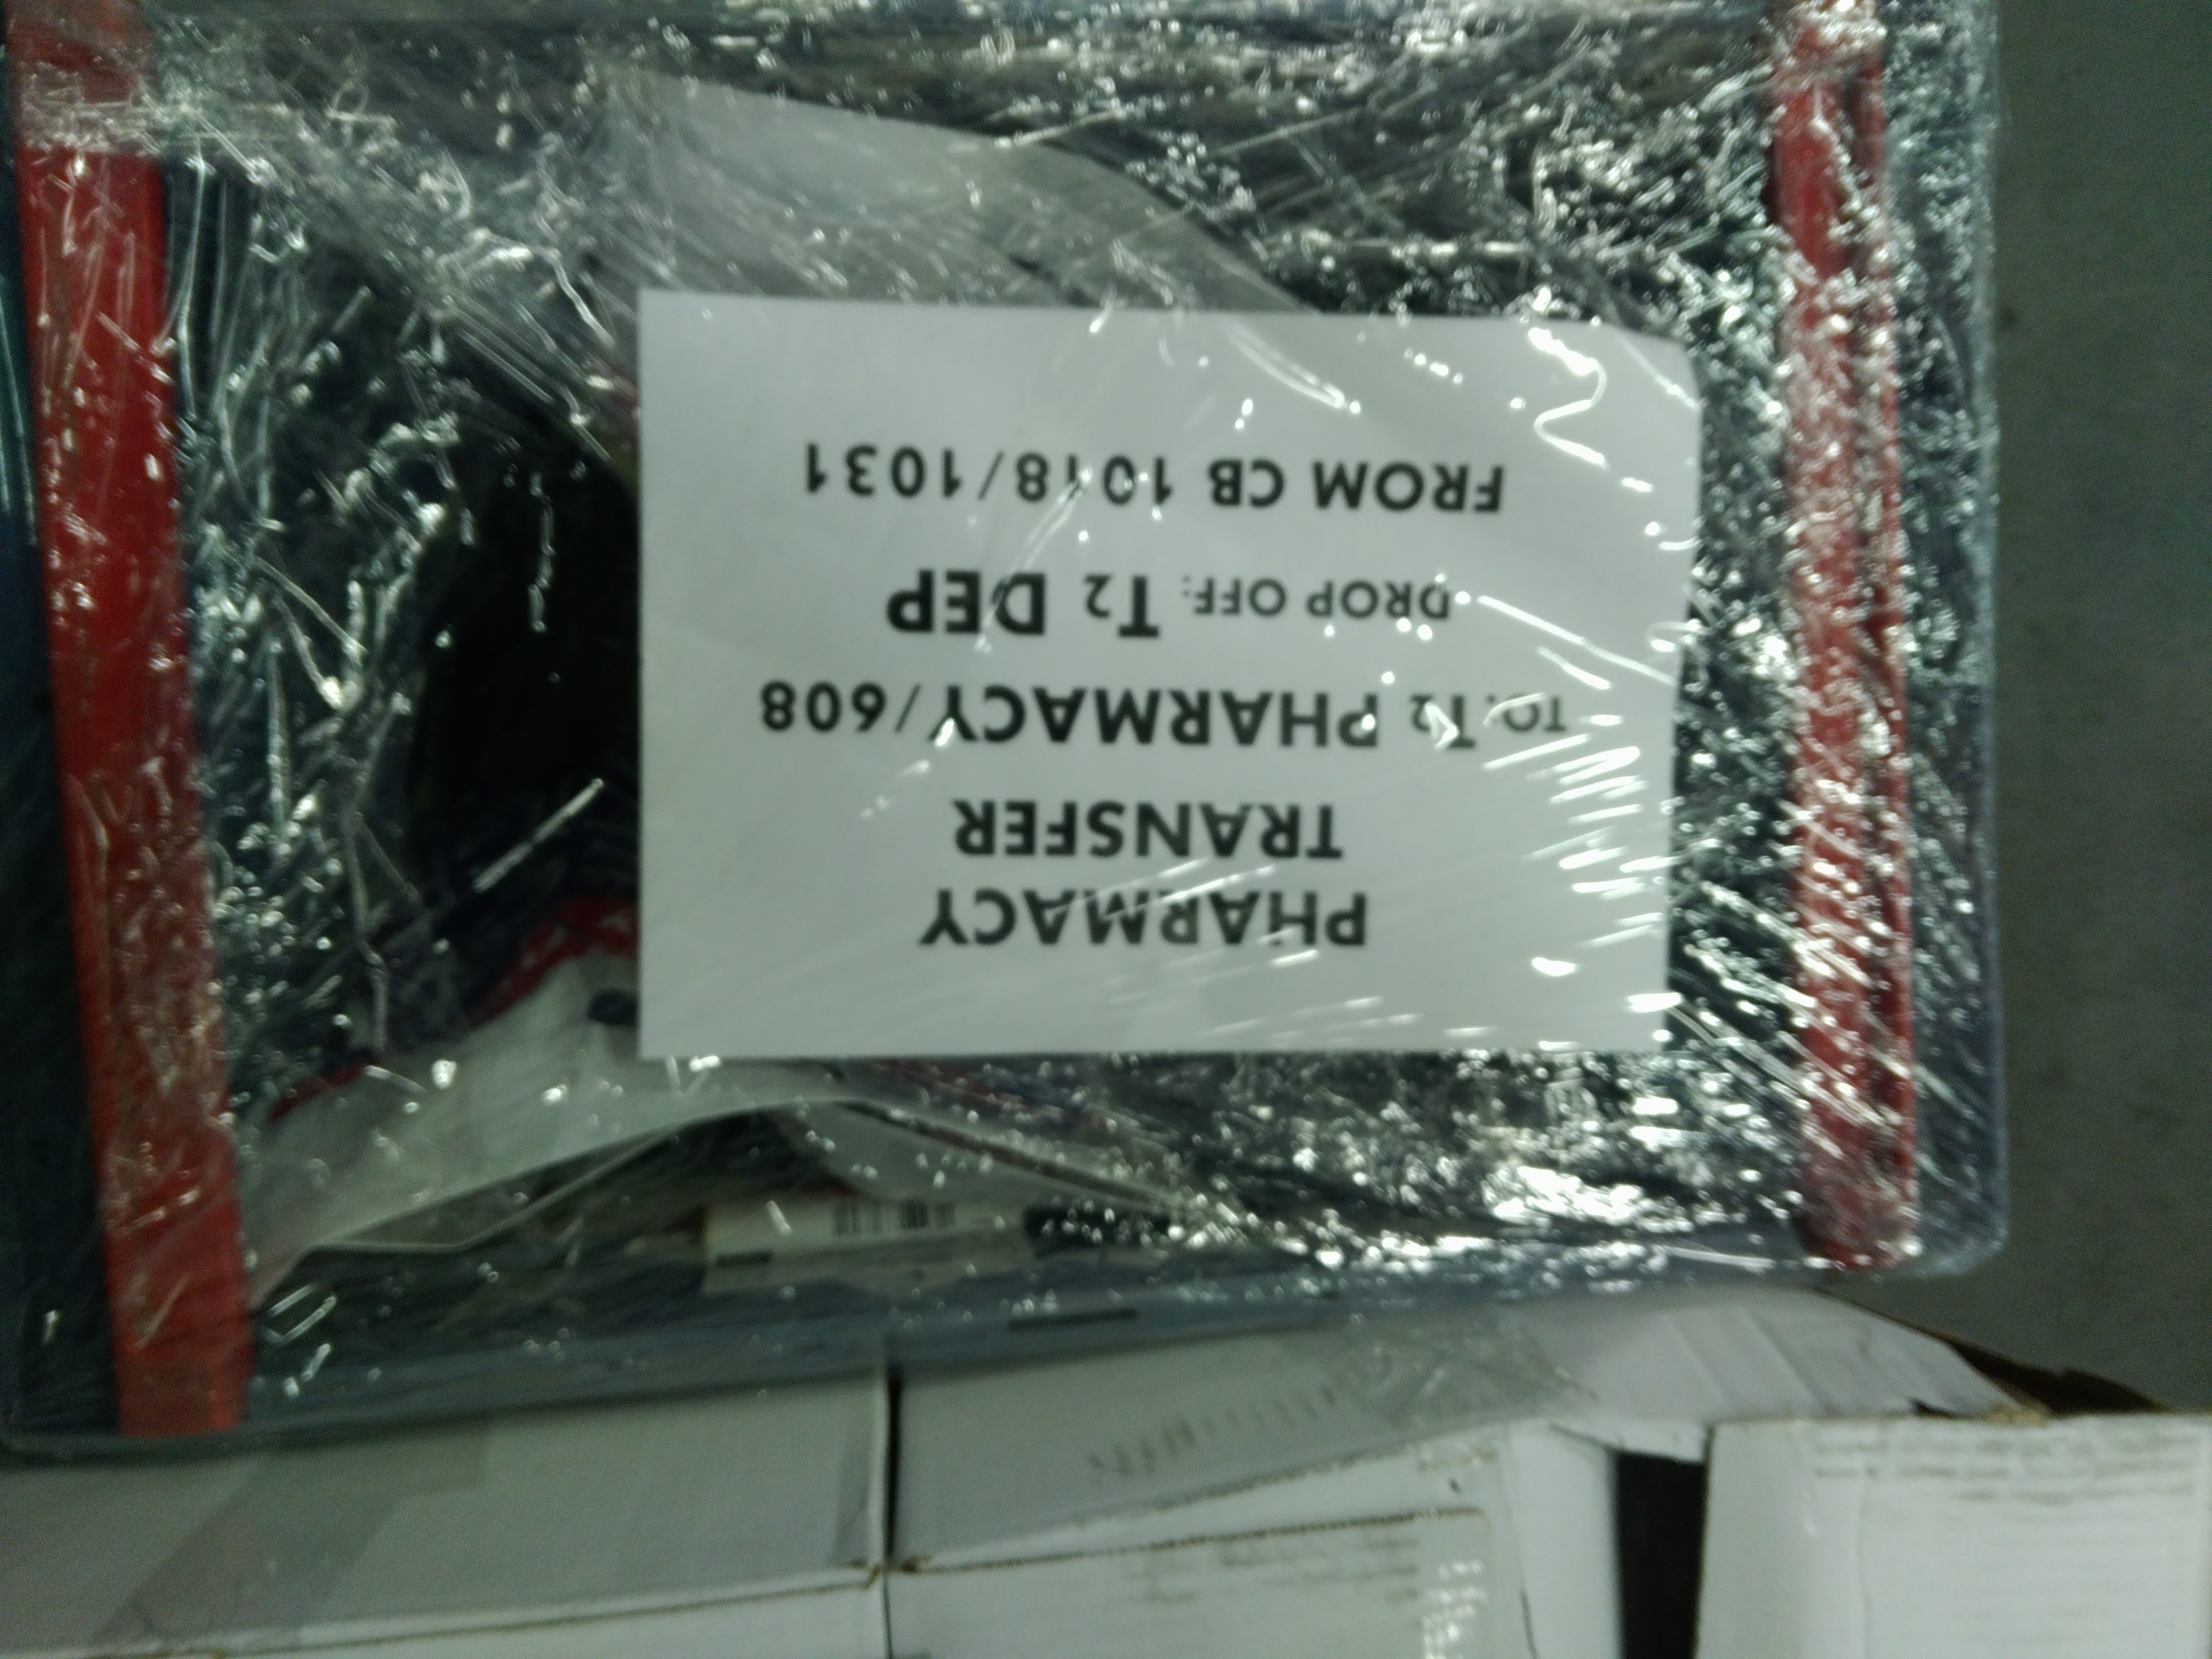 PHARMACY
TRANSFER
TO: T2 PHARMACY/608
DROP OFF: T2 DEP
FROM CB 1018/1031